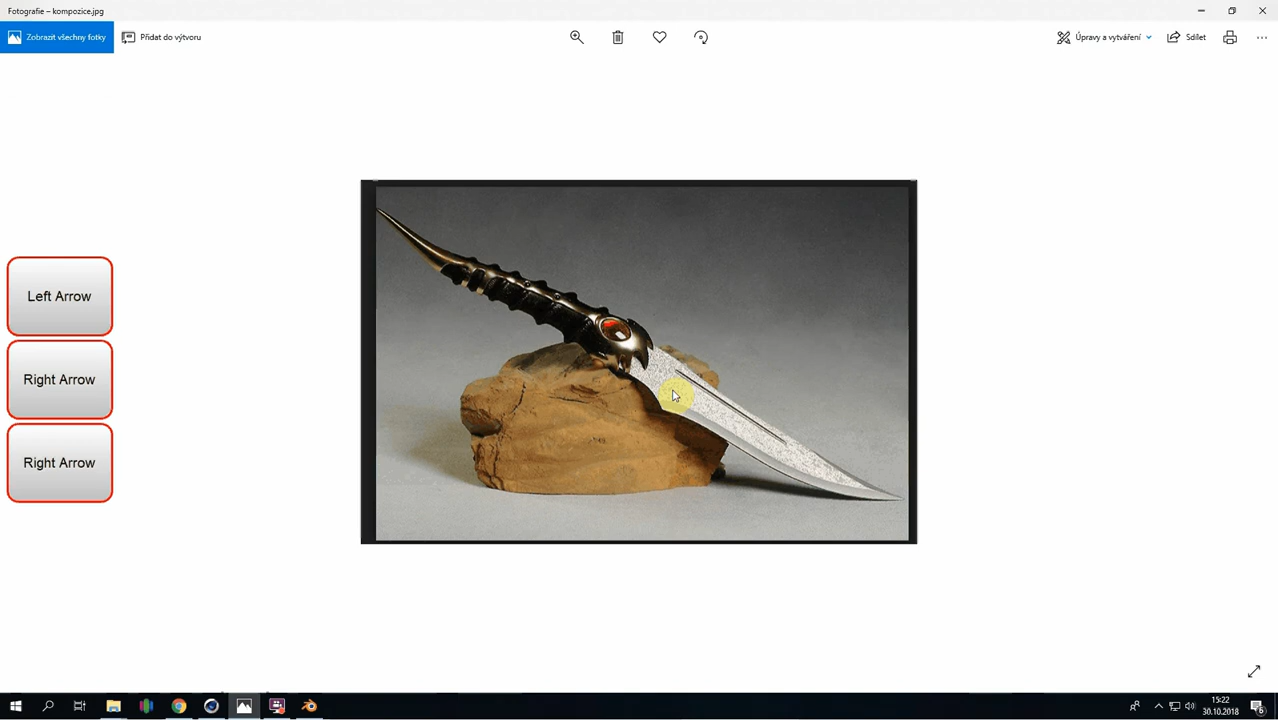 Fotografie – kompozice.jpg
Zobrazit všechny fotky
Přidat do výtvoru
Úpravy a vytváření
Sdílet
Left Arrow
Right Arrow
Right Arrow
15:22
30.10.2018
6